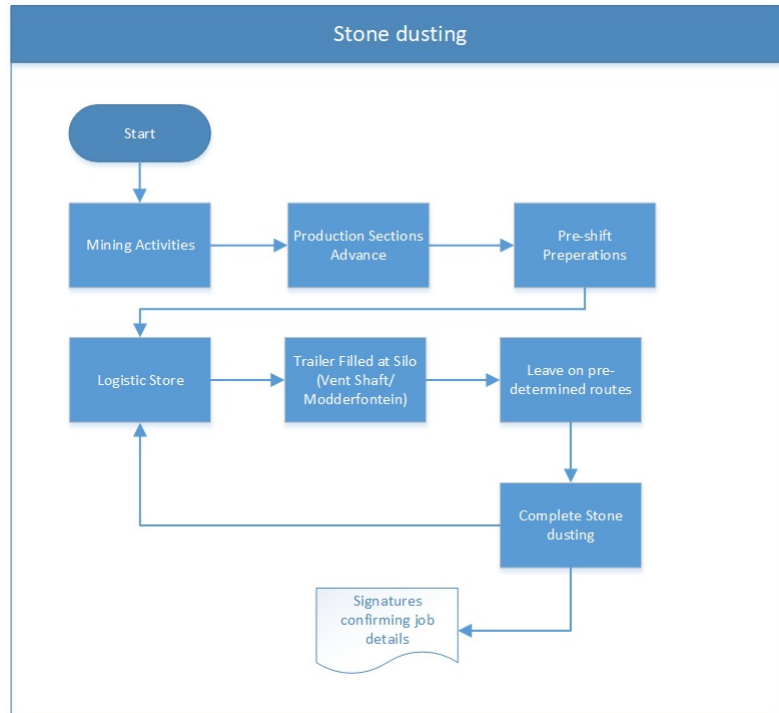 Stone dusting
Start
Mining Activities
Production Sections
Advance
Pre-shift
Preperations
Logistic Store
Trailer Filled at Silo
(Vent Shaft/
Modderfontein)
Leave on pre-
determined routes
Complete Stone
dusting
Signatures
confirming job
details